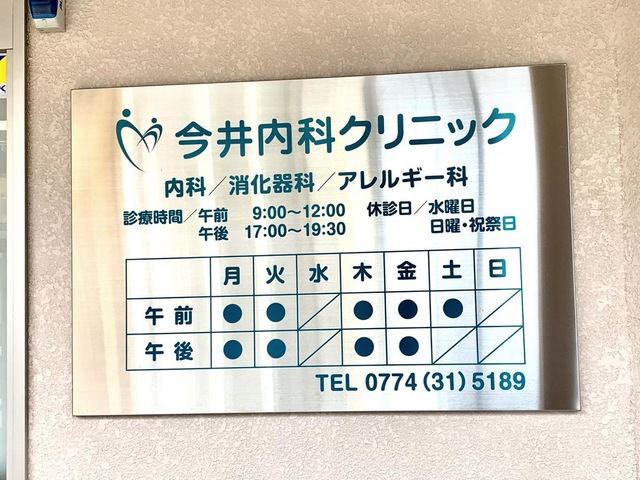 今井内科クリニック
内科／消化器科／アレルギー科
診療時間／午前 9:00～12:00 休診日／水曜日
午後 17:00～19:30 日曜・祝祭日
月 火 水 木 金 土 日
午前 ● ● ／ ● ● ● ／
午後 ● ● ／ ● ● ／ ／
TEL 0774(31)5189